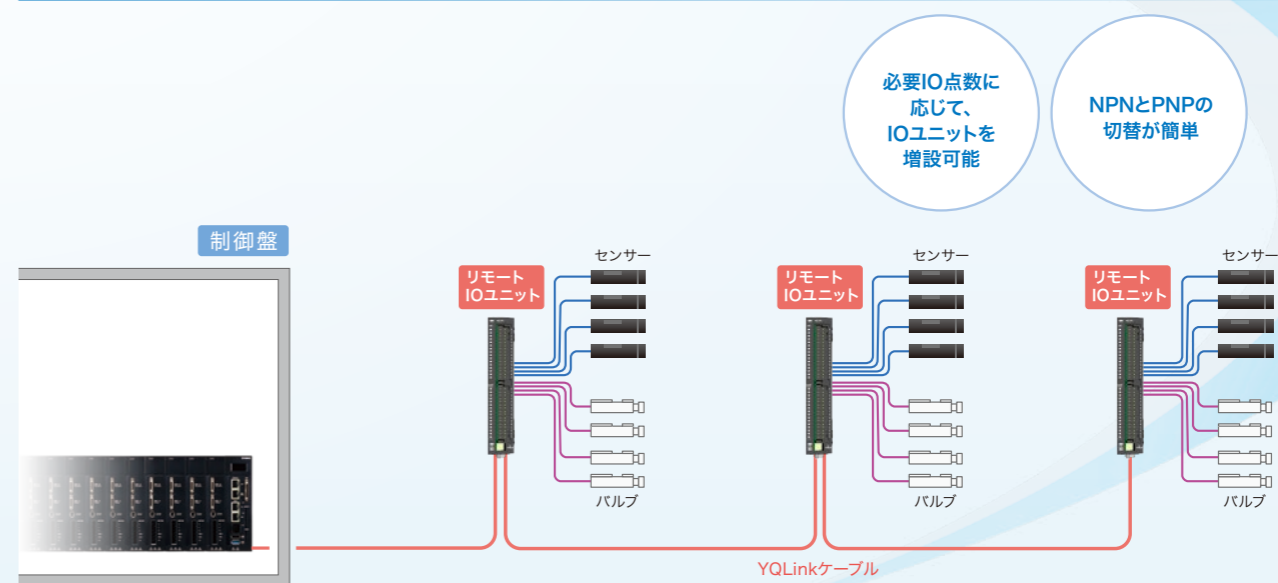 必要IO点数に
応じて、
IOユニットを
増設可能
NPNとPNPの
切替が簡単
制御盤
リモート
IOユニット
センサー
バルブ
リモート
IOユニット
センサー
バルブ
リモート
IOユニット
センサー
バルブ
YQLinkケーブル